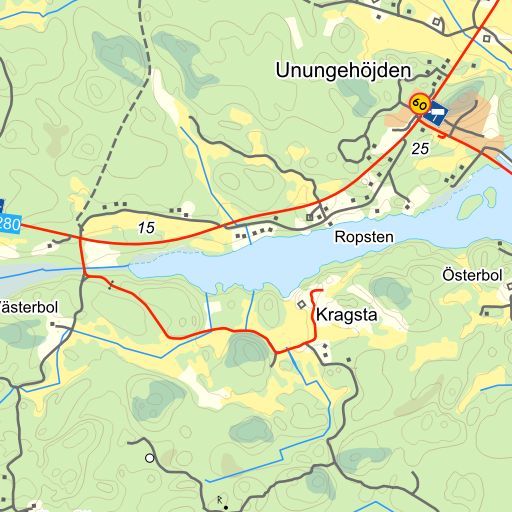 Unungehöjden
60
25
280
15
Ropsten
Österbol
Västerbol
Kragsta
R